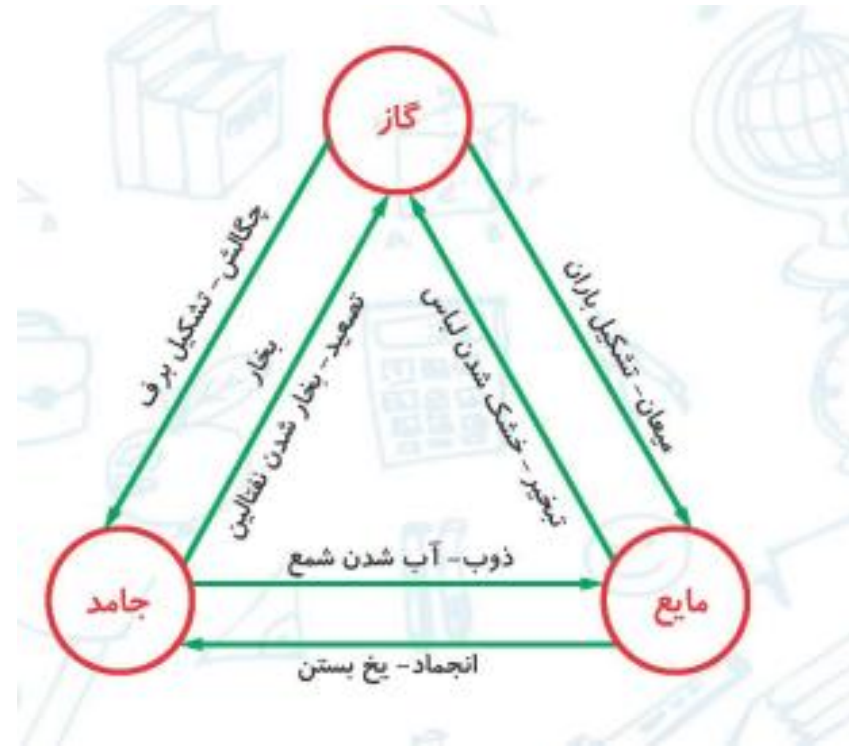 گاز
چگالش - تشکیل برف
بخار
تصعید - بخار شدن نفتالین
تبخیر - خشک شدن لباس
میعان - تشکیل باران
ذوب - آب شدن شمع
جامد
مایع
انجماد - یخ بستن